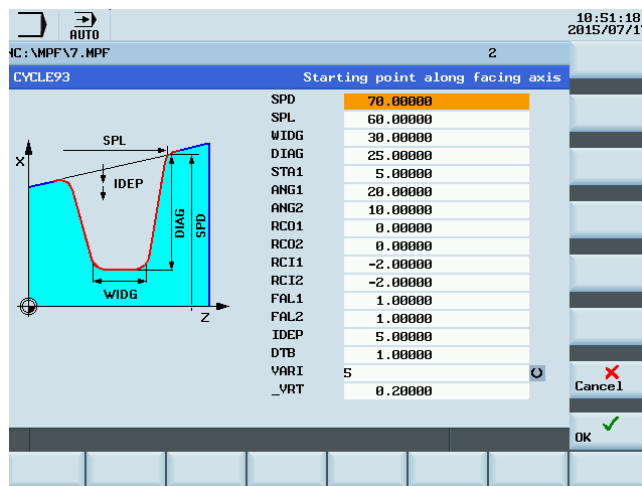 10:51:18
2015/07/1
AUTO
NC:\MPF\7.MPF 2
CYCLE93 Starting point along facing axis
SPD 70.00000
SPL 60.00000
WIDG 30.00000
DIAG 25.00000
STA1 5.00000
ANG1 20.00000
ANG2 10.00000
RCO1 0.00000
RCO2 0.00000
RCI1 -2.00000
RCI2 -2.00000
FAL1 1.00000
FAL2 1.00000
IDEP 5.00000
DTB 1.00000
VARI 5
_VRT 0.20000
X
SPL
IDEP
DIAG
SPD
WIDG
Z
Cancel
OK